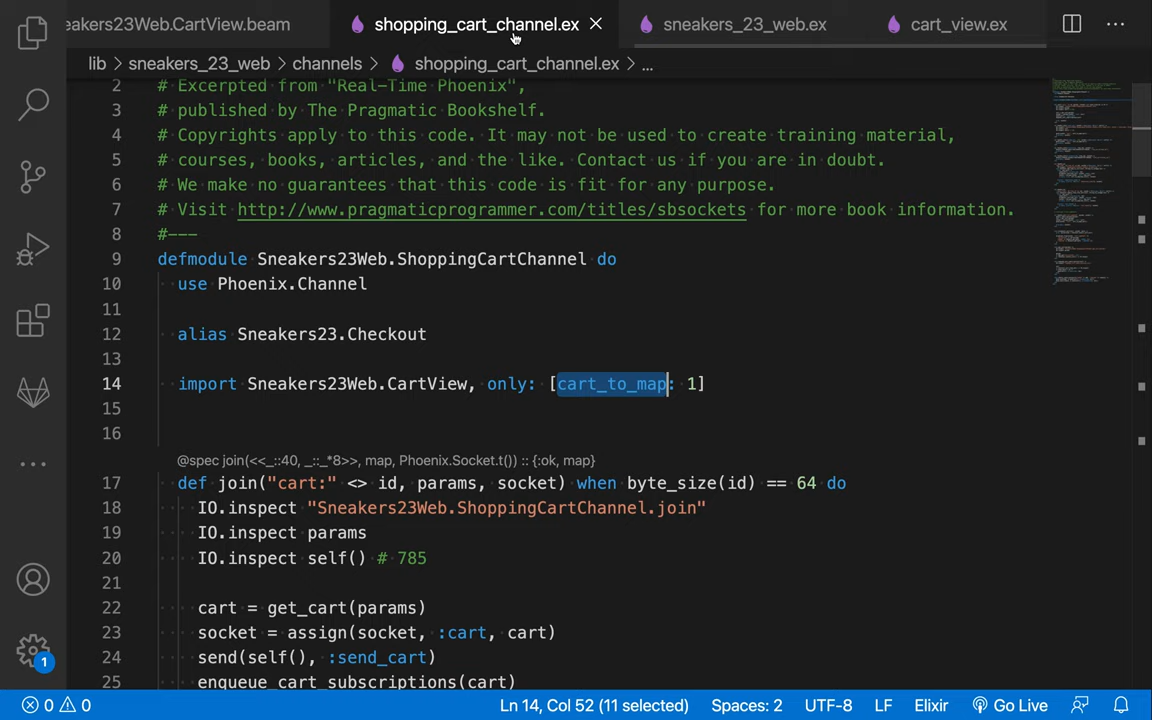 eakers23Web.CartView.beam shopping_cart_channel.ex sneakers_23_web.ex cart_view.ex
lib > sneakers_23_web > channels > shopping_cart_channel.ex > ...
2 # Excerpted from "Real-Time Phoenix",
3 # published by The Pragmatic Bookshelf.
4 # Copyrights apply to this code. It may not be used to create training material,
5 # courses, books, articles, and the like. Contact us if you are in doubt.
6 # We make no guarantees that this code is fit for any purpose.
7 # Visit http://www.pragmaticprogrammer.com/titles/sbsockets for more book information.
8 #---
9 defmodule Sneakers23Web.ShoppingCartChannel do
10 use Phoenix.Channel
11
12 alias Sneakers23.Checkout
13
14 import Sneakers23Web.CartView, only: [cart_to_map: 1]
15
16
@spec join(<<_::40, _::_*8>>, map, Phoenix.Socket.t()) :: {:ok, map}
17 def join("cart:" <> id, params, socket) when byte_size(id) == 64 do
18 IO.inspect "Sneakers23Web.ShoppingCartChannel.join"
19 IO.inspect params
20 IO.inspect self() # 785
21
22 cart = get_cart(params)
23 socket = assign(socket, :cart, cart)
24 send(self(), :send_cart)
25 enqueue_cart_subscriptions(cart)
1
0 0 Ln 14, Col 52 (11 selected) Spaces: 2 UTF-8 LF Elixir Go Live